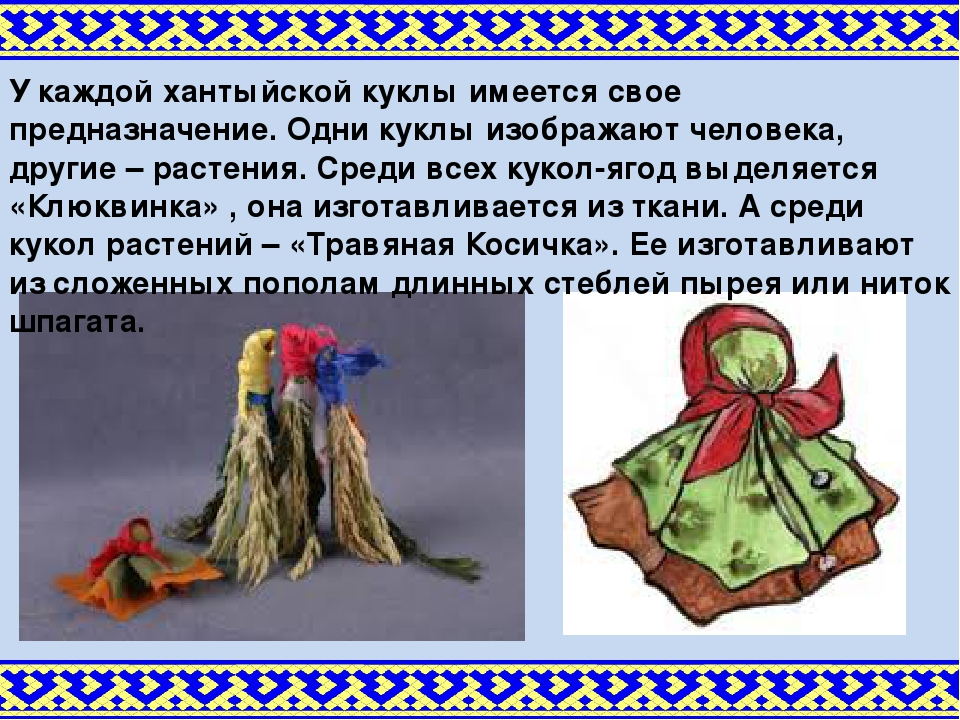 У каждой хантыйской куклы имеется свое
предназначение. Одни куклы изображают человека,
другие – растения. Среди всех кукол-ягод выделяется
«Клюквинка» , она изготавливается из ткани. А среди
кукол растений – «Травяная Косичка». Ее изготавливают
из сложенных пополам длинных стеблей пырея или ниток
шпагата.